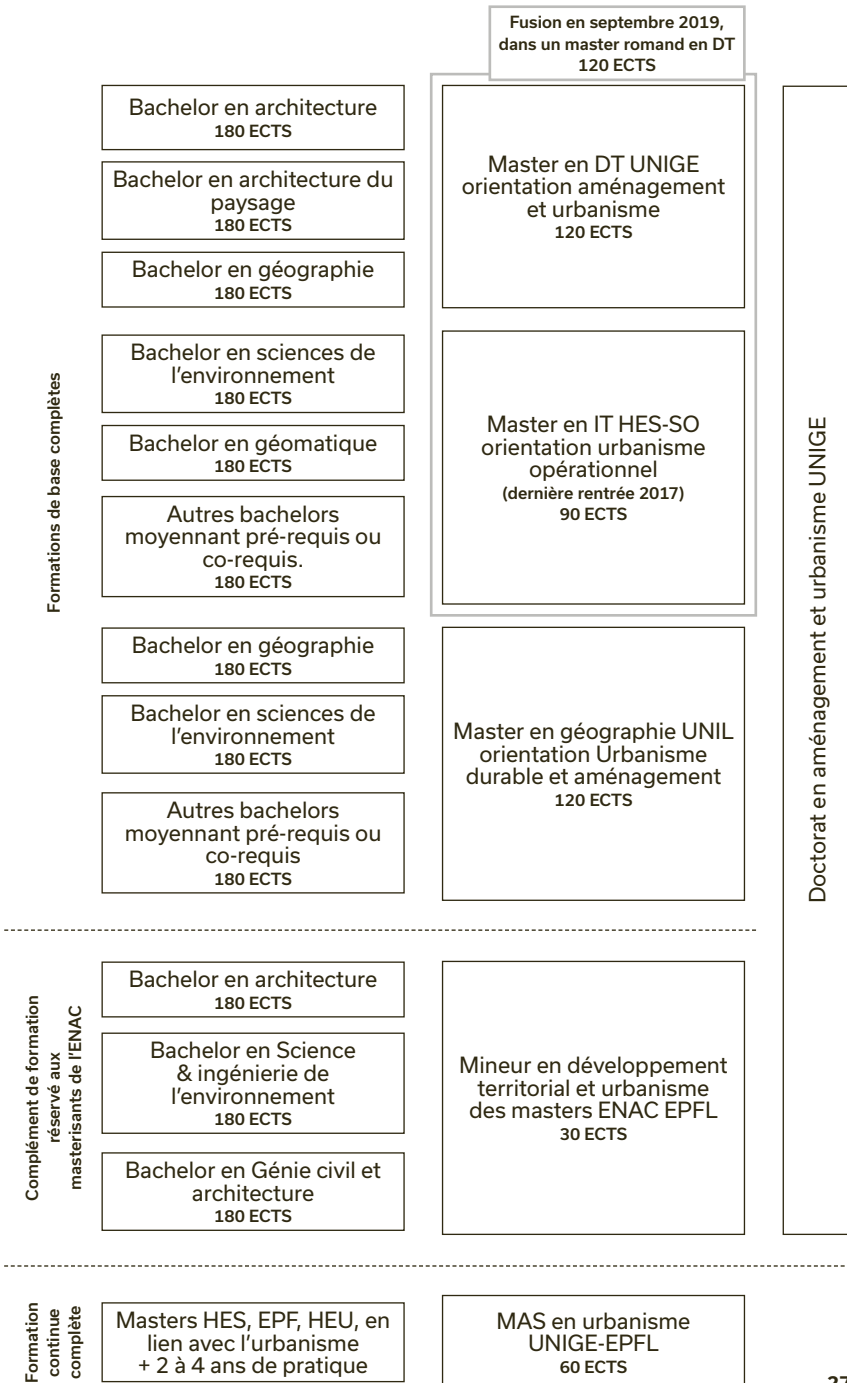 Fusion en septembre 2019,
dans un master romand en DT
120 ECTS
Formations de base complètes
Bachelor en architecture
180 ECTS
Bachelor en architecture du
paysage
180 ECTS
Bachelor en géographie
180 ECTS
Bachelor en sciences de
l'environnement
180 ECTS
Bachelor en géomatique
180 ECTS
Autres bachelors
moyennant pré-requis ou
co-requis.
180 ECTS
Master en DT UNIGE
orientation aménagement
et urbanisme
120 ECTS
Master en IT HES-SO
orientation urbanisme
opérationnel
(dernière rentrée 2017)
90 ECTS
Bachelor en géographie
180 ECTS
Bachelor en sciences de
l'environnement
180 ECTS
Autres bachelors
moyennant pré-requis ou
co-requis
180 ECTS
Master en géographie UNIL
orientation Urbanisme
durable et aménagement
120 ECTS
Doctorat en aménagement et urbanisme UNIGE
Complément de formation
réservé aux
masterisants de l'ENAC
Bachelor en architecture
180 ECTS
Bachelor en Science
& ingénierie de
l'environnement
180 ECTS
Bachelor en Génie civil et
architecture
180 ECTS
Mineur en développement
territorial et urbanisme
des masters ENAC EPFL
30 ECTS
Formation
continue
complète
Masters HES, EPF, HEU, en
lien avec l'urbanisme
+ 2 à 4 ans de pratique
MAS en urbanisme
UNIGE-EPFL
60 ECTS
27